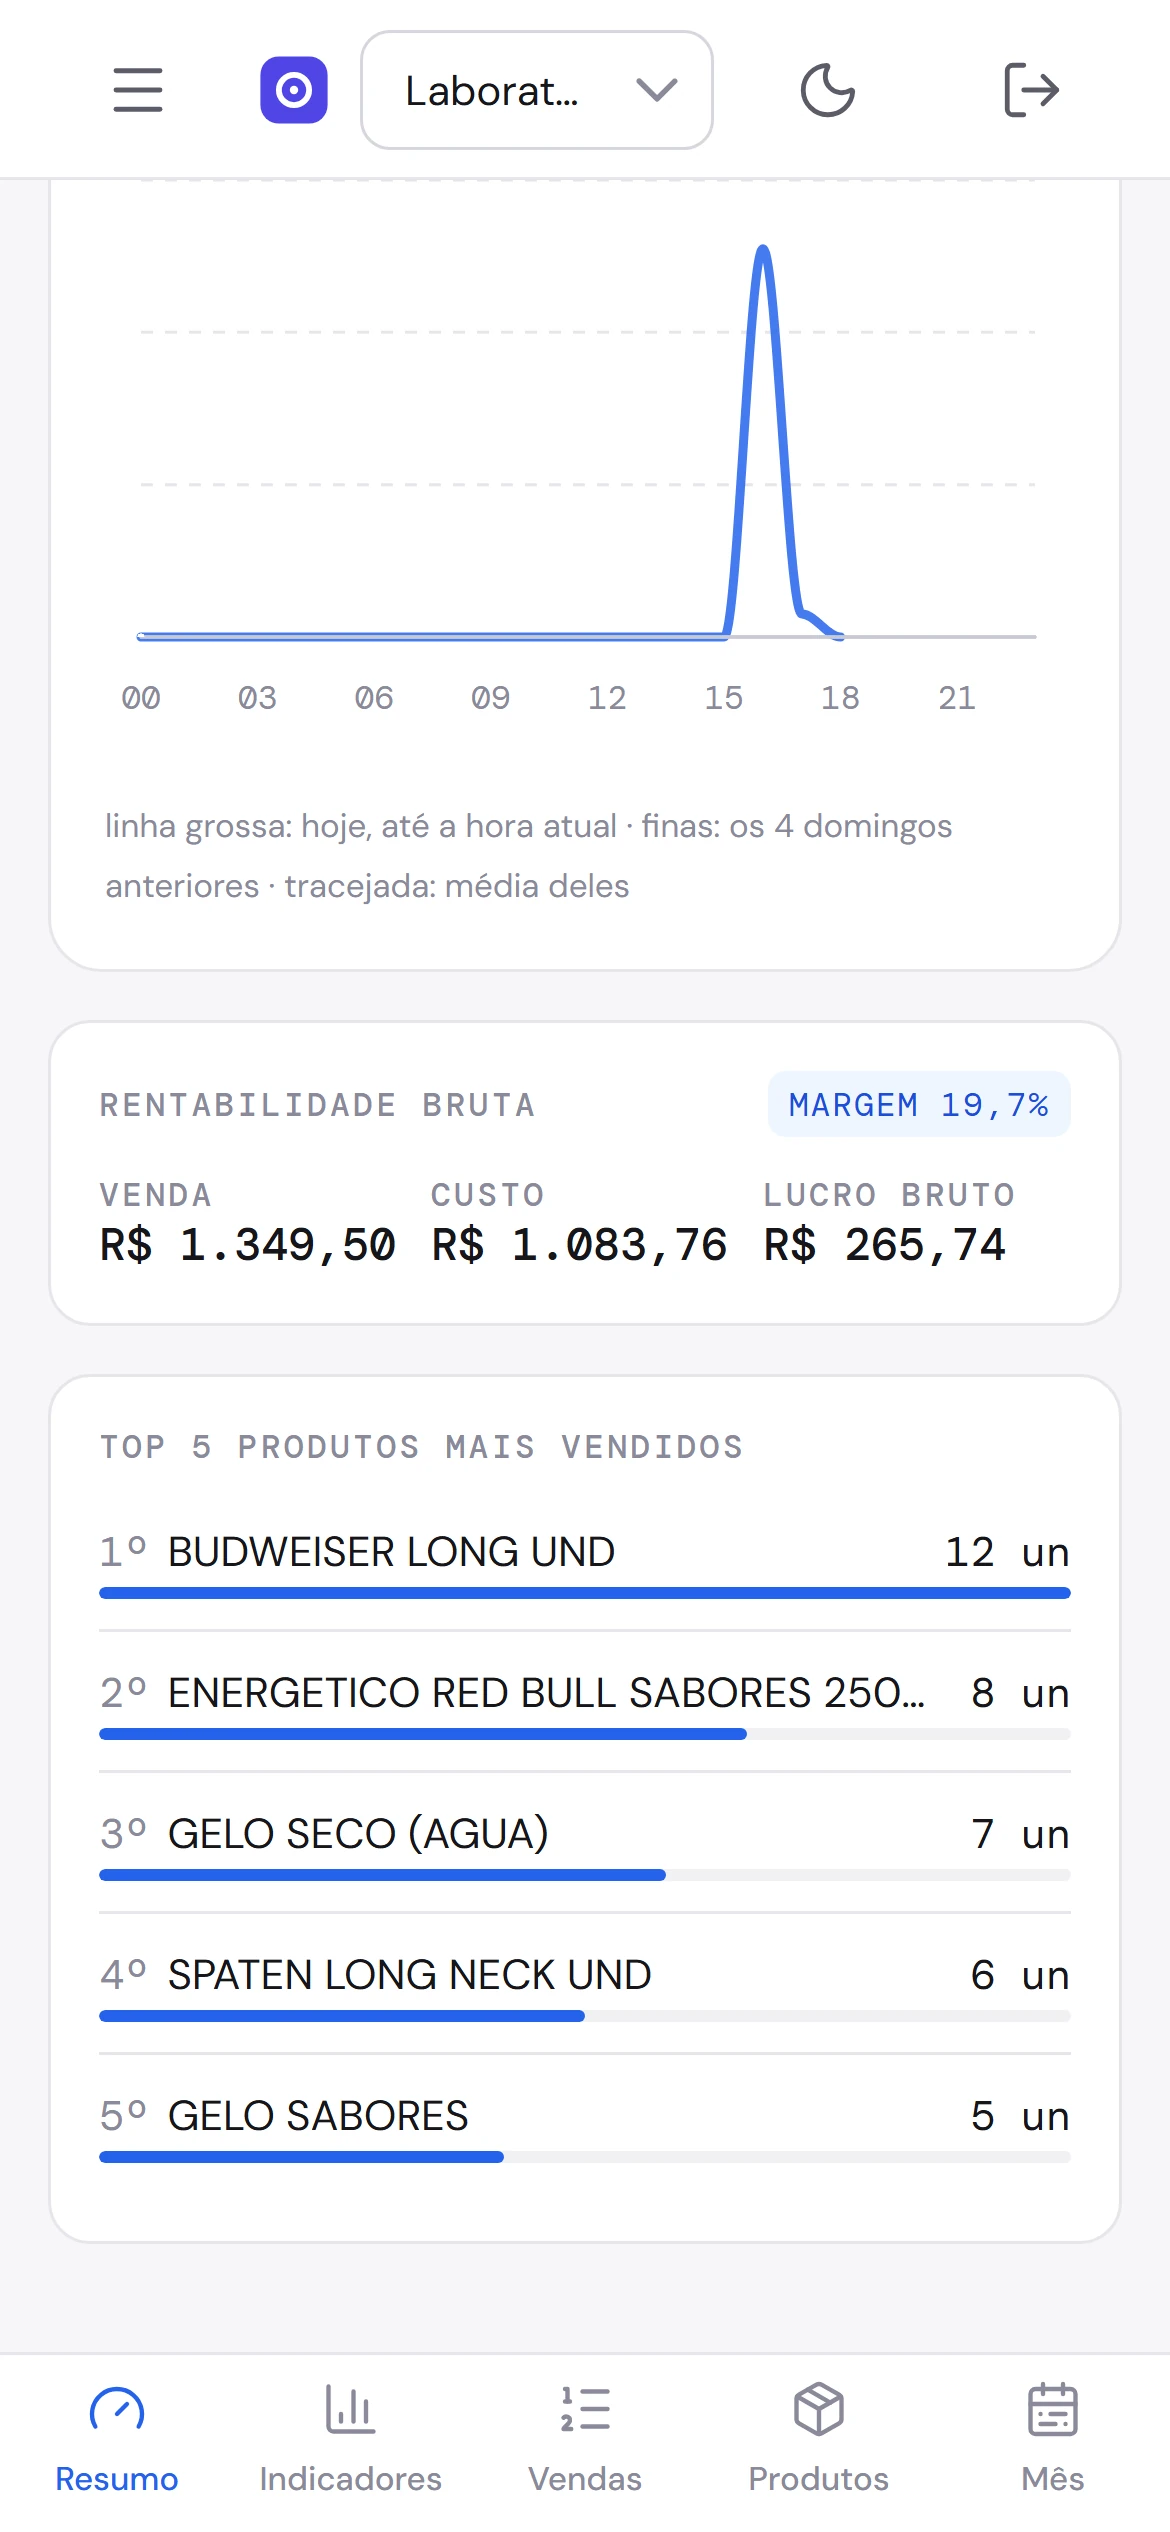 Laborat...
00 03 06 09 12 15 18 21
linha grossa: hoje, até a hora atual · finas: os 4 domingos
anteriores · tracejada: média deles
RENTABILIDADE BRUTA MARGEM 19,7%
VENDA CUSTO LUCRO BRUTO
R$ 1.349,50 R$ 1.083,76 R$ 265,74
TOP 5 PRODUTOS MAIS VENDIDOS
1º BUDWEISER LONG UND 12 un
2º ENERGETICO RED BULL SABORES 250... 8 un
3º GELO SECO (AGUA) 7 un
4º SPATEN LONG NECK UND 6 un
5º GELO SABORES 5 un
Resumo Indicadores Vendas Produtos Mês